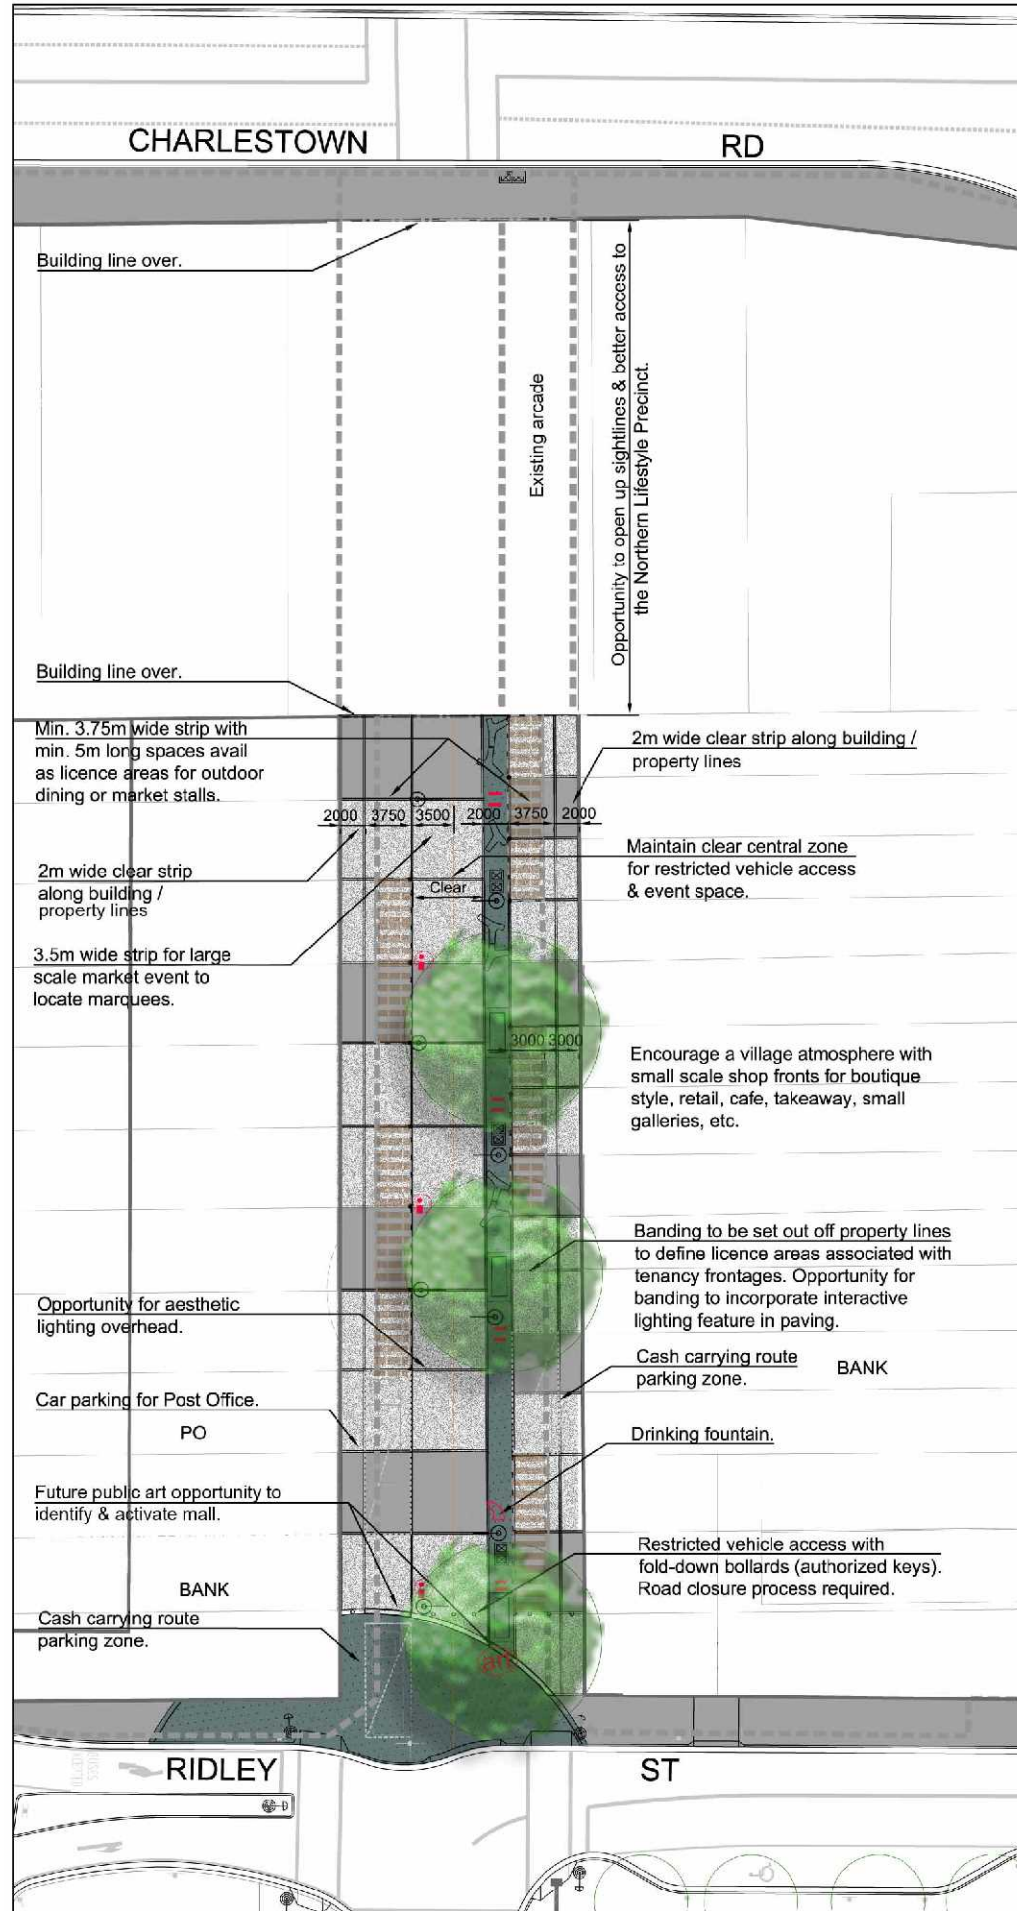 CHARLESTOWN RD
Building line over.
Existing arcade
Opportunity to open up sightlines & better access to
the Northern Lifestyle Precinct.
Building line over.
Min. 3.75m wide strip with
min. 5m long spaces avail
as licence areas for outdoor
dining or market stalls.
2m wide clear strip along building /
property lines
2000 3750 3500 2000 3750 2000
2m wide clear strip
along building /
property lines
Maintain clear central zone
for restricted vehicle access
& event space.
Clear
3.5m wide strip for large
scale market event to
locate marquees.
3000 3000
Encourage a village atmosphere with
small scale shop fronts for boutique
style, retail, cafe, takeaway, small
galleries, etc.
Banding to be set out off property lines
to define licence areas associated with
tenancy frontages. Opportunity for
banding to incorporate interactive
lighting feature in paving.
Opportunity for aesthetic
lighting overhead.
Cash carrying route
parking zone.
BANK
Car parking for Post Office.
PO
Drinking fountain.
Future public art opportunity to
identify & activate mall.
Restricted vehicle access with
fold-down bollards (authorized keys).
Road closure process required.
BANK
Cash carrying route
parking zone.
art
RIDLEY ST